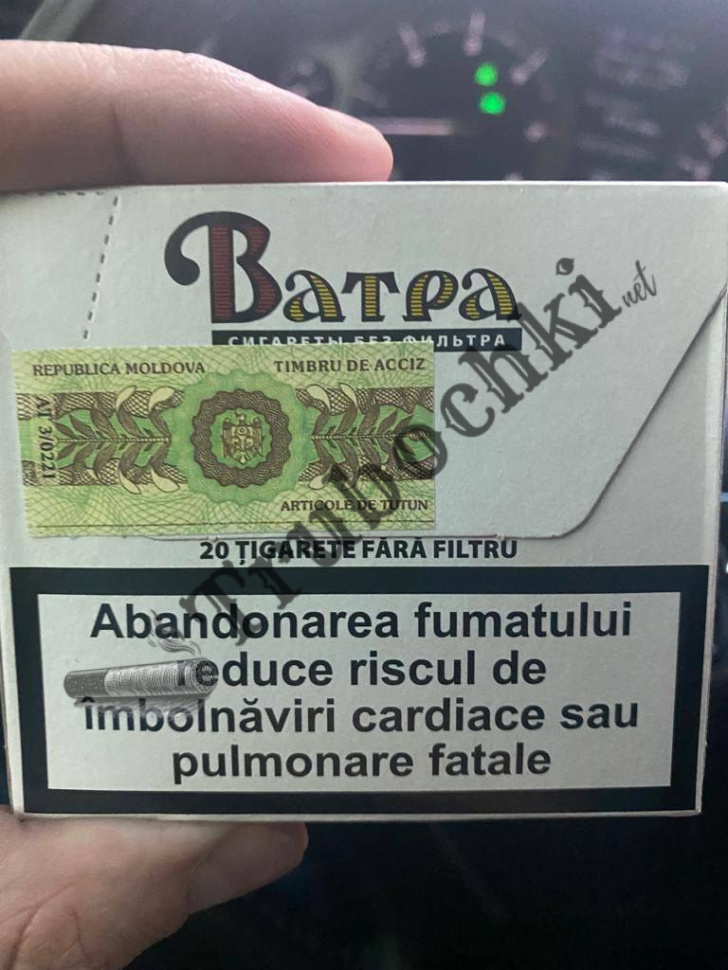 Ватра
СИГАРЕТЫ БЕЗ ФИЛЬТРА
REPUBLICA MOLDOVA
TIMBRU DE ACCIZ
AII 3/0221
ARTICOLE DE TUTUN
20 ȚIGARETE FĂRĂ FILTRU
Abandonarea fumatului
reduce riscul de
îmbolnăviri cardiace sau
pulmonare fatale
Trubochki.net